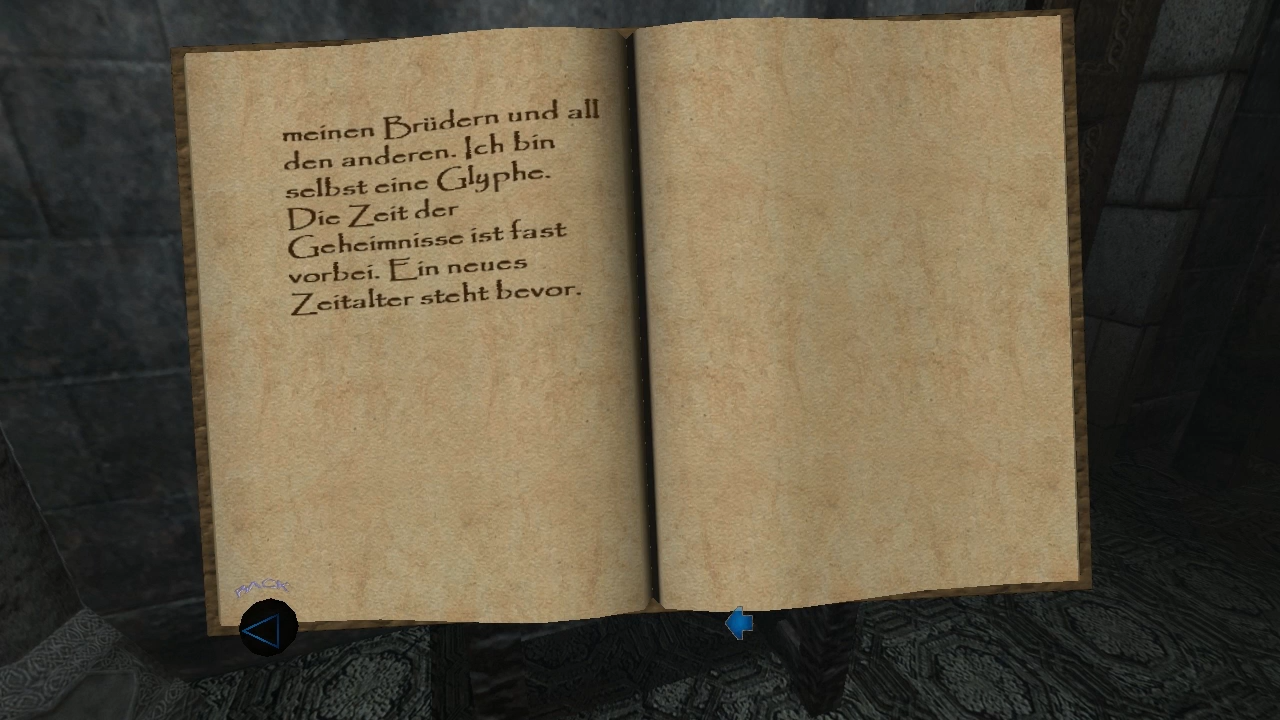 meinen Brüdern und all
den anderen. Ich bin
selbst eine Glyphe.
Die Zeit der
Geheimnisse ist fast
vorbei. Ein neues
Zeitalter steht bevor.
BACK